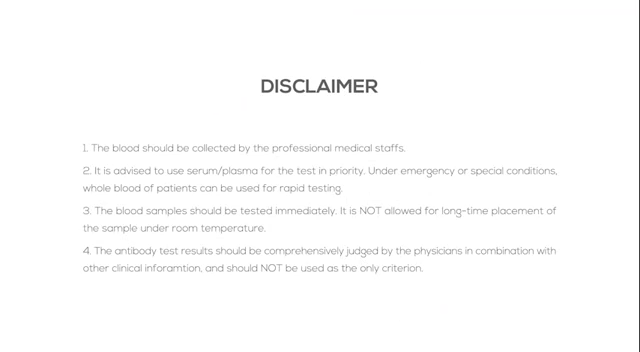 DISCLAIMER
1. The blood should be collected by the professional medical staffs.
2. It is advised to use serum/plasma for the test in priority. Under emergency or special conditions,
whole blood of patients can be used for rapid testing.
3. The blood samples should be tested immediately. It is NOT allowed for long-time placement of
the sample under room temperature.
4. The antibody test results should be comprehensively judged by the physicians in combination with
other clinical inforamtion, and should NOT be used as the only criterion.